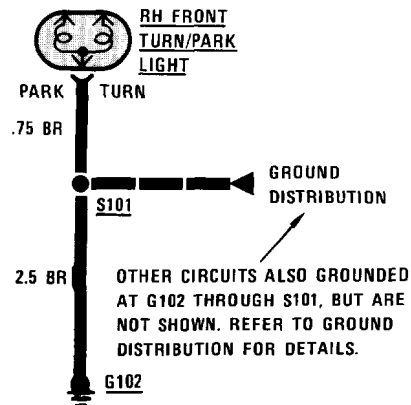 RH FRONT
TURN/PARK
LIGHT
PARK TURN
.75 BR
GROUND
DISTRIBUTION
S101
2.5 BR
OTHER CIRCUITS ALSO GROUNDED
AT G102 THROUGH S101, BUT ARE
NOT SHOWN. REFER TO GROUND
DISTRIBUTION FOR DETAILS.
G102